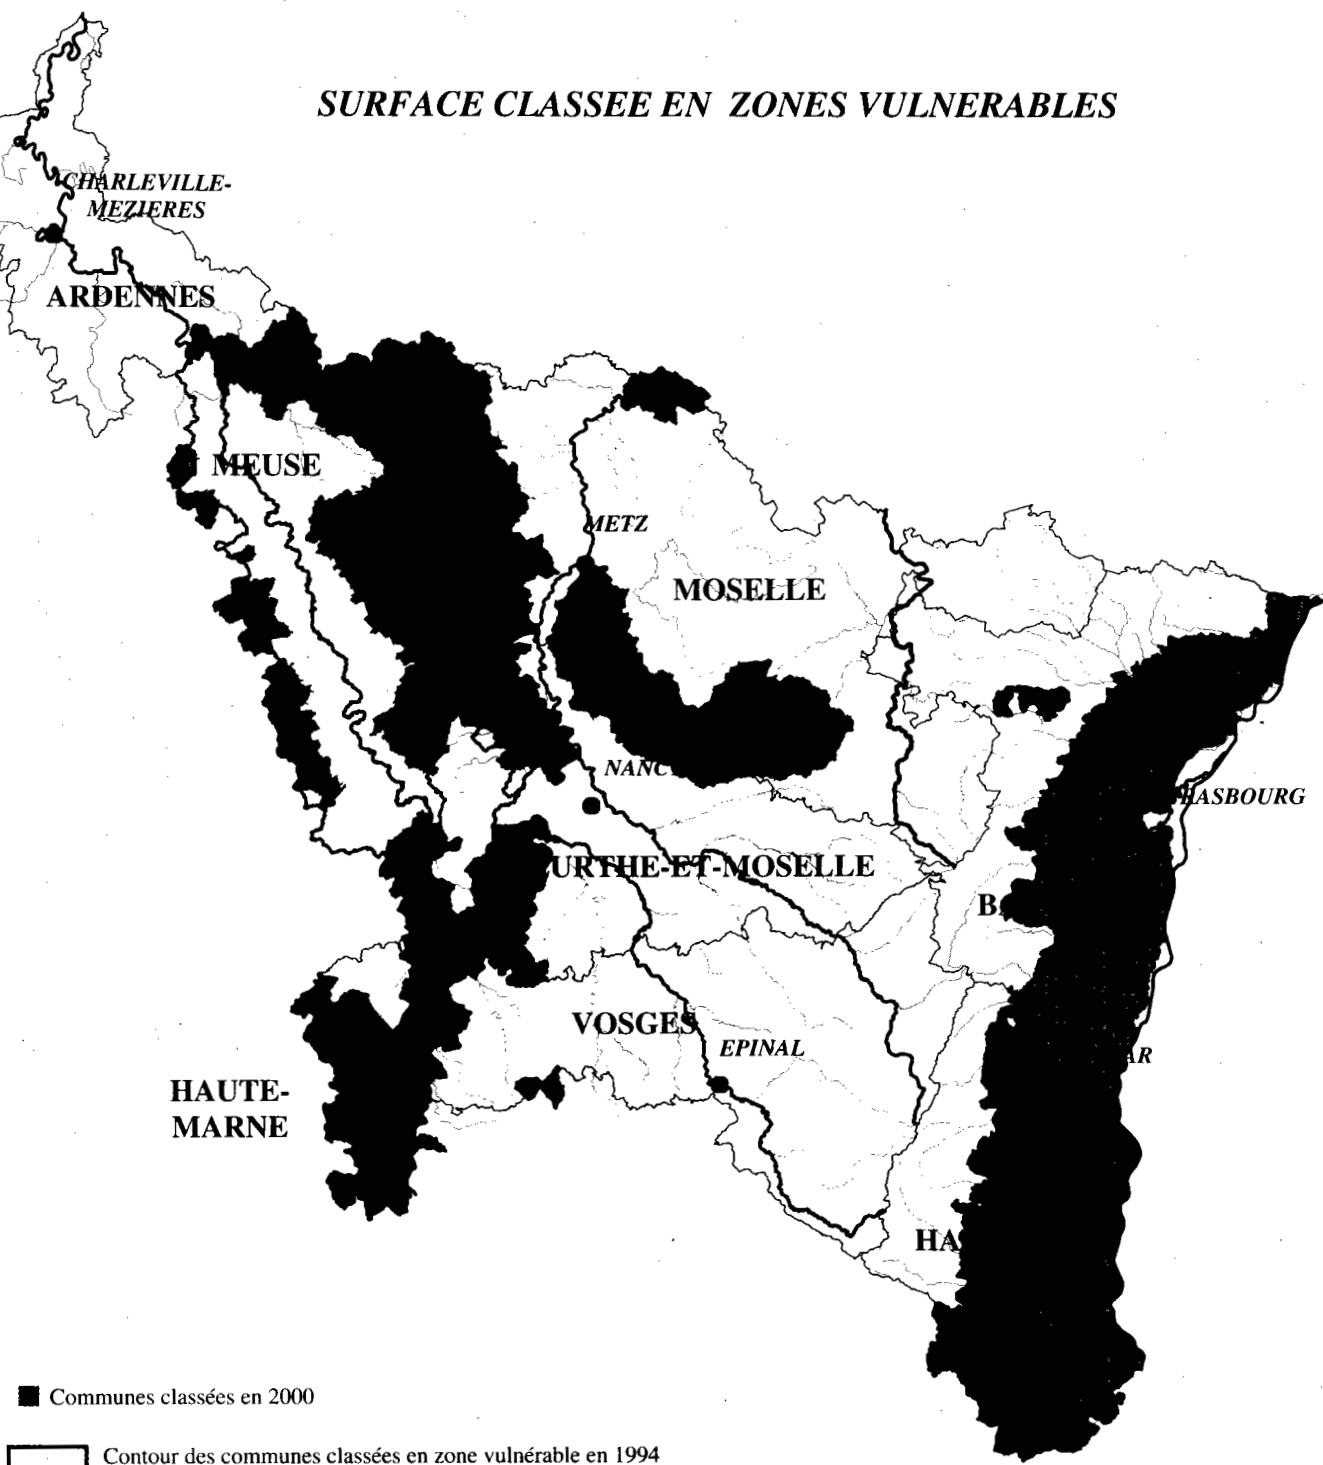 SURFACE CLASSEE EN ZONES VULNERABLES
CHARLEVILLE-
MEZIERES
ARDENNES
MEUSE
METZ
MOSELLE
NANC
RASBOURG
URTHE-ET-MOSELLE
B
VOSGES
EPINAL
AR
HAUTE-
MARNE
HA
Communes classées en 2000
Contour des communes classées en zone vulnérable en 1994